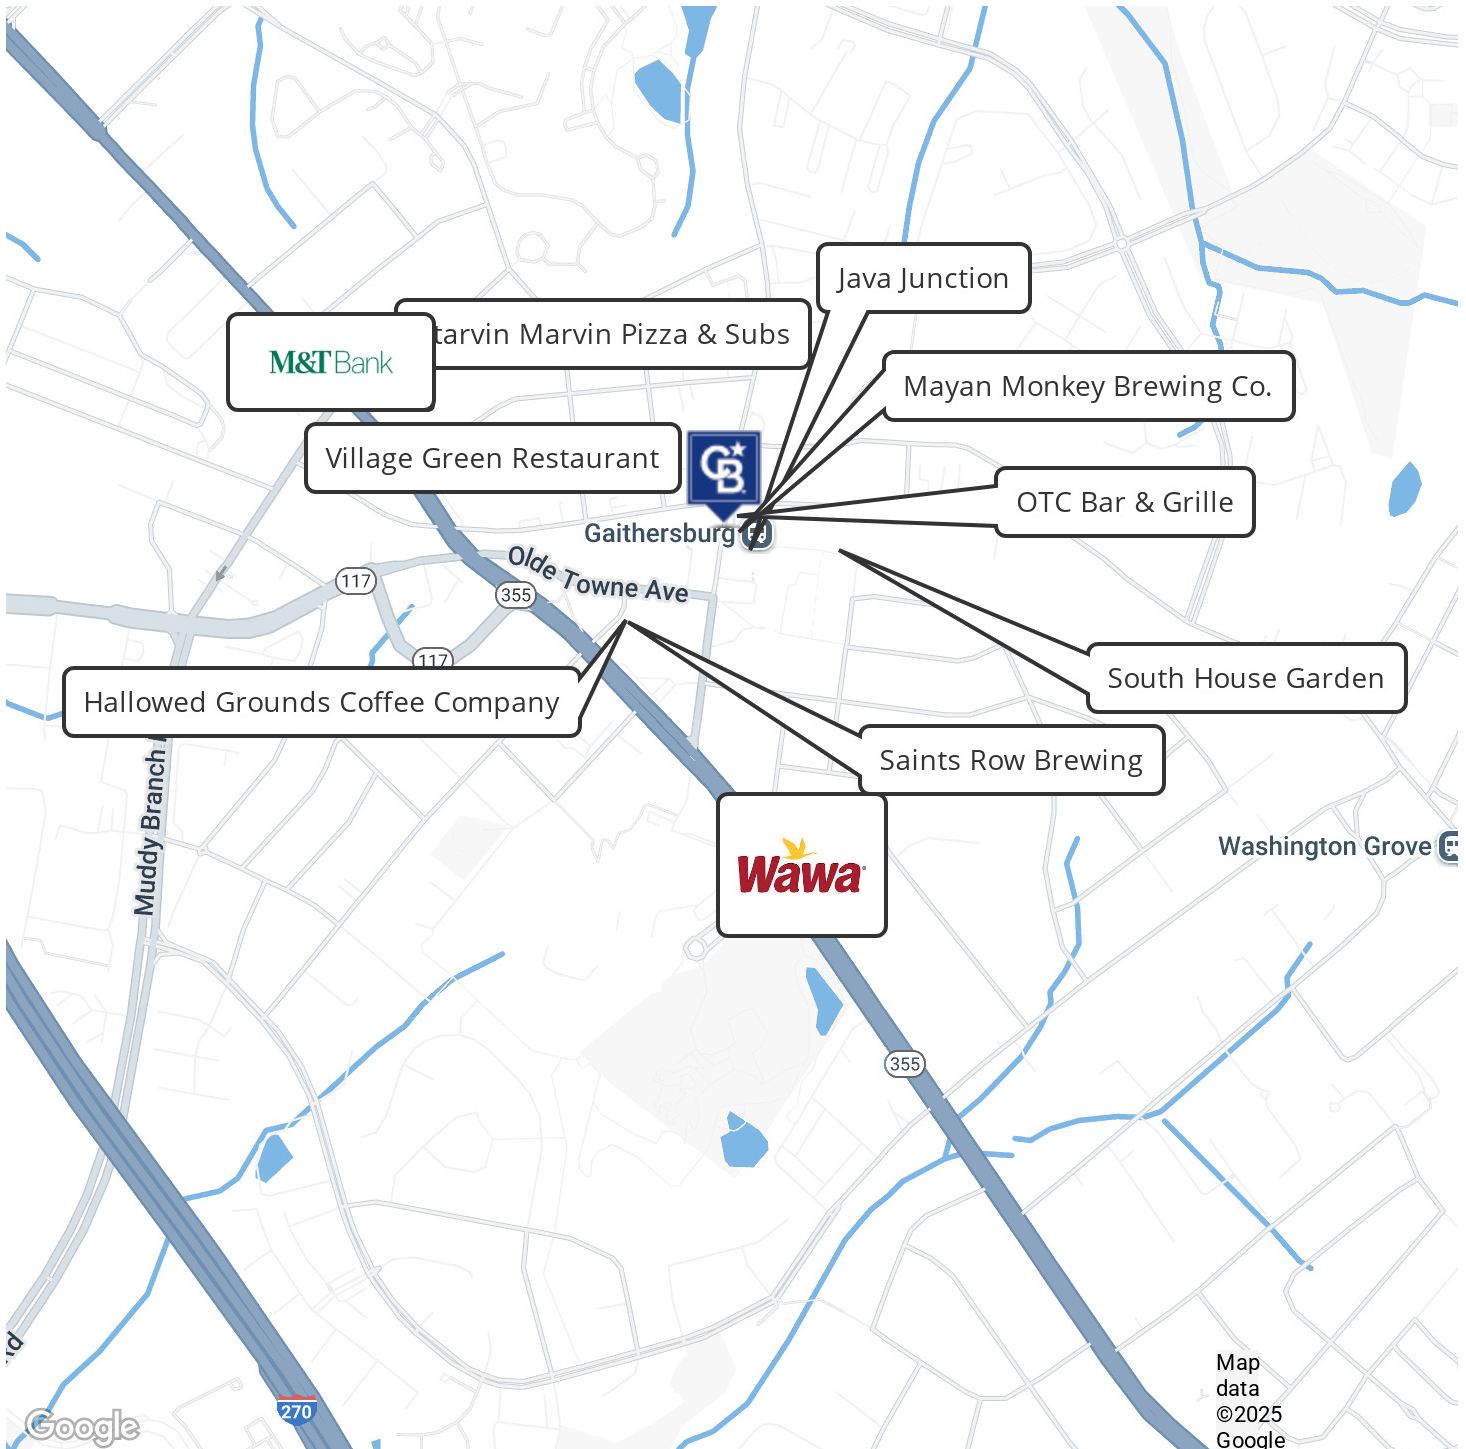 Java Junction
tarvin Marvin Pizza & Subs
M&T Bank
Mayan Monkey Brewing Co.
Village Green Restaurant
CB
OTC Bar & Grille
Gaithersburg
Olde Towne Ave
117
355
117
South House Garden
Hallowed Grounds Coffee Company
Saints Row Brewing
Muddy Branch
Wawa
Washington Grove
355
Rd
270
Map
data
©2025
Google
Google